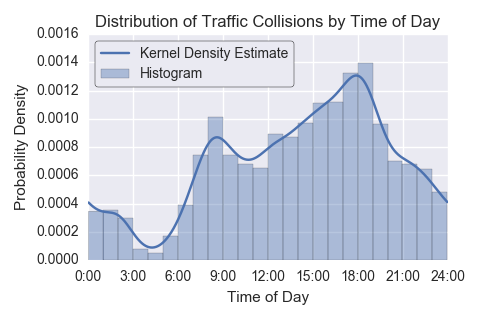 Distribution of Traffic Collisions by Time of Day
0.0016
0.0014
0.0012
0.0010
0.0008
0.0006
0.0004
0.0002
0.0000
Probability Density
Kernel Density Estimate
Histogram
0:00 3:00 6:00 9:00 12:00 15:00 18:00 21:00 24:00
Time of Day